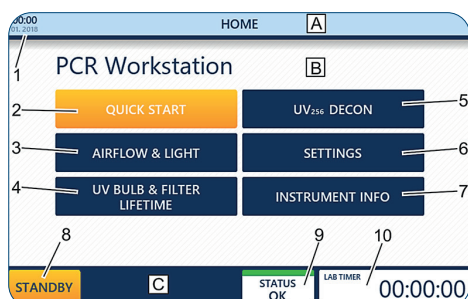 00:00
01. 2018
HOME
A
1
PCR Workstation
B
2
QUICK START
UV256 DECON
5
3
AIRFLOW & LIGHT
SETTINGS
6
4
UV BULB & FILTER
LIFETIME
INSTRUMENT INFO
7
8
9
10
STANDBY
C
STATUS
OK
LAB TIMER
00:00:00